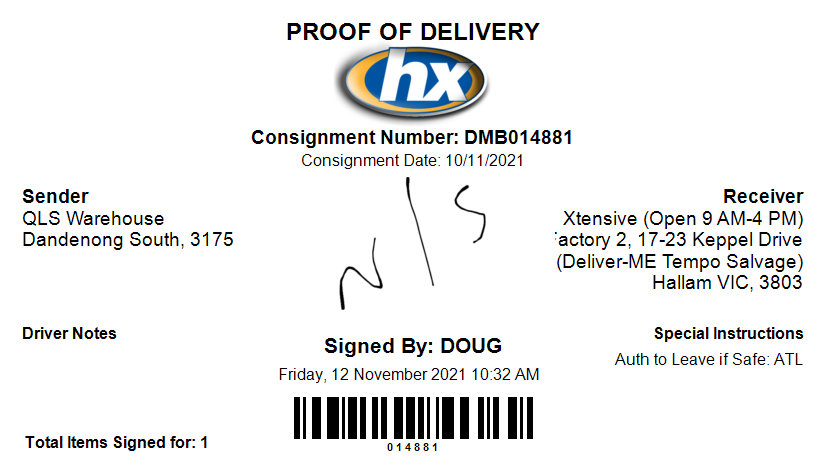 PROOF OF DELIVERY
hx
Consignment Number: DMB014881
Consignment Date: 10/11/2021
Sender
QLS Warehouse
Dandenong South, 3175
Receiver
Xtensive (Open 9 AM-4 PM)
Factory 2, 17-23 Keppel Drive
(Deliver-ME Tempo Salvage)
Hallam VIC, 3803
N/S
Driver Notes
Signed By: DOUG
Friday, 12 November 2021 10:32 AM
Special Instructions
Auth to Leave if Safe: ATL
Total Items Signed for: 1
014881